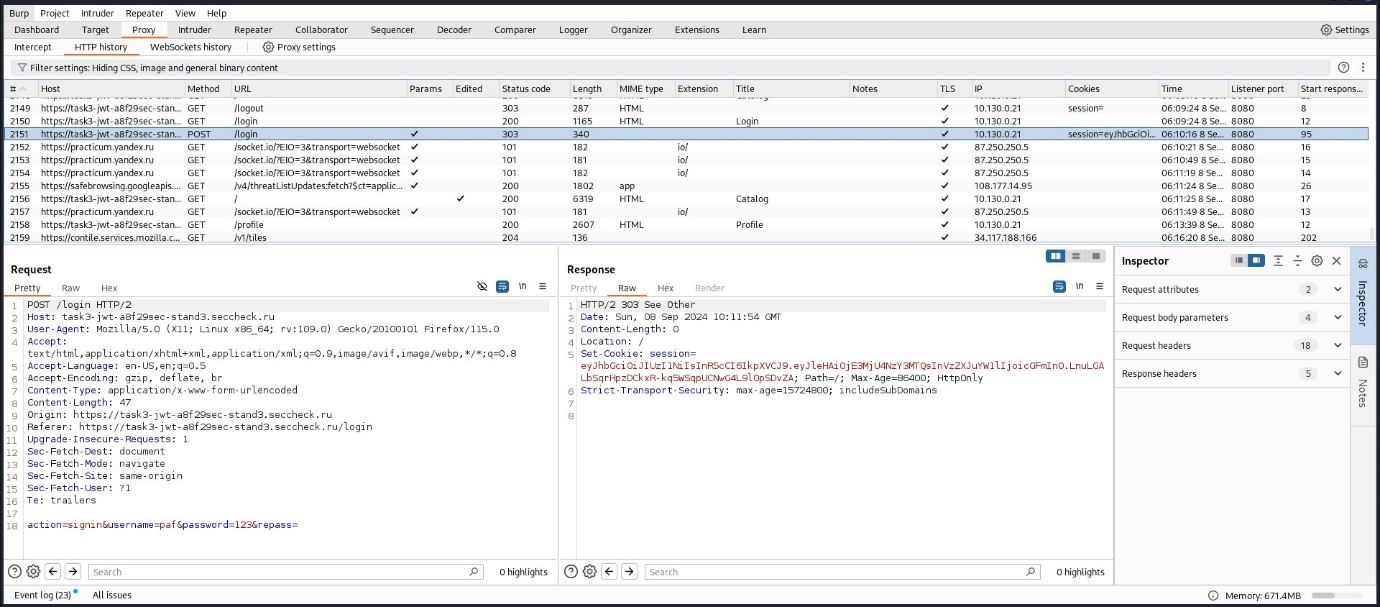 Burp Project Intruder Repeater View Help
Dashboard Target Proxy Intruder Repeater Collaborator Sequencer Decoder Comparer Logger Organizer Extensions Learn Settings
Intercept HTTP history WebSockets history Proxy settings
Filter settings: Hiding CSS, image and general binary content
# Host Method URL Params Edited Status code Length MIME type Extension Title Notes TLS IP Cookies Time Listener port Start respons...
2149 https://task3-jwt-a8f29sec-stan... GET /logout 303 287 HTML ✓ 10.130.0.21 session= 06:09:24 8 Se... 8080 8
2150 https://task3-jwt-a8f29sec-stan... GET /login 200 1165 HTML Login ✓ 10.130.0.21 06:09:24 8 Se... 8080 12
2151 https://task3-jwt-a8f29sec-stan... POST /login ✓ 303 340 ✓ 10.130.0.21 session=eyJhbGciOi... 06:10:16 8 Se... 8080 95
2152 https://practicum.yandex.ru GET /socket.io/?EIO=3&transport=websocket ✓ 101 182 io/ ✓ 87.250.250.5 06:10:21 8 Se... 8080 16
2153 https://practicum.yandex.ru GET /socket.io/?EIO=3&transport=websocket ✓ 101 181 io/ ✓ 87.250.250.5 06:10:49 8 Se... 8080 15
2154 https://practicum.yandex.ru GET /socket.io/?EIO=3&transport=websocket ✓ 101 182 io/ ✓ 87.250.250.5 06:11:19 8 Se... 8080 14
2155 https://safebrowsing.googleapis.... GET /v4/threatListUpdates:fetch?$ct=applic... ✓ 200 1802 app ✓ 108.177.14.95 06:11:24 8 Se... 8080 26
2156 https://task3-jwt-a8f29sec-stan... GET / ✓ 200 6319 HTML Catalog ✓ 10.130.0.21 06:11:25 8 Se... 8080 17
2157 https://practicum.yandex.ru GET /socket.io/?EIO=3&transport=websocket ✓ 101 181 io/ ✓ 87.250.250.5 06:11:49 8 Se... 8080 13
2158 https://task3-jwt-a8f29sec-stan... GET /profile 200 2607 HTML Profile ✓ 10.130.0.21 06:13:39 8 Se... 8080 12
2159 https://contile.services.mozilla.c... GET /v1/tiles 204 136 ✓ 34.117.188.166 06:16:20 8 Se... 8080 202
Request
Pretty Raw Hex \n
1 POST /login HTTP/2
2 Host: task3-jwt-a8f29sec-stand3.seccheck.ru
3 User-Agent: Mozilla/5.0 (X11; Linux x86_64; rv:109.0) Gecko/20100101 Firefox/115.0
4 Accept:
text/html,application/xhtml+xml,application/xml;q=0.9,image/avif,image/webp,*/*;q=0.8
5 Accept-Language: en-US,en;q=0.5
6 Accept-Encoding: gzip, deflate, br
7 Content-Type: application/x-www-form-urlencoded
8 Content-Length: 47
9 Origin: https://task3-jwt-a8f29sec-stand3.seccheck.ru
10 Referer: https://task3-jwt-a8f29sec-stand3.seccheck.ru/login
11 Upgrade-Insecure-Requests: 1
12 Sec-Fetch-Dest: document
13 Sec-Fetch-Mode: navigate
14 Sec-Fetch-Site: same-origin
15 Sec-Fetch-User: ?1
16 Te: trailers
17
18 action=signin&username=paf&password=123&repass=
Search 0 highlights
Response
Pretty Raw Hex Render \n
1 HTTP/2 303 See Other
2 Date: Sun, 08 Sep 2024 10:11:54 GMT
3 Content-Length: 0
4 Location: /
5 Set-Cookie: session=
eyJhbGciOiJIUzI1NiIsInR5cCI6IkpXVCJ9.eyJleHAiOjE3MjU4NzY3MTQsInVzZXJuYW1lIjoicGFmIn0.LnuLGA
LbSqrHpzDCkxR-kq5WSqpUCNwG4L9lOpSDvZA; Path=/; Max-Age=86400; HttpOnly
6 Strict-Transport-Security: max-age=15724800; includeSubDomains
7
8
Search 0 highlights
Inspector
Request attributes 2
Request body parameters 4
Request headers 18
Response headers 5
Inspector
Notes
Event log (23) All issues Memory: 671.4MB